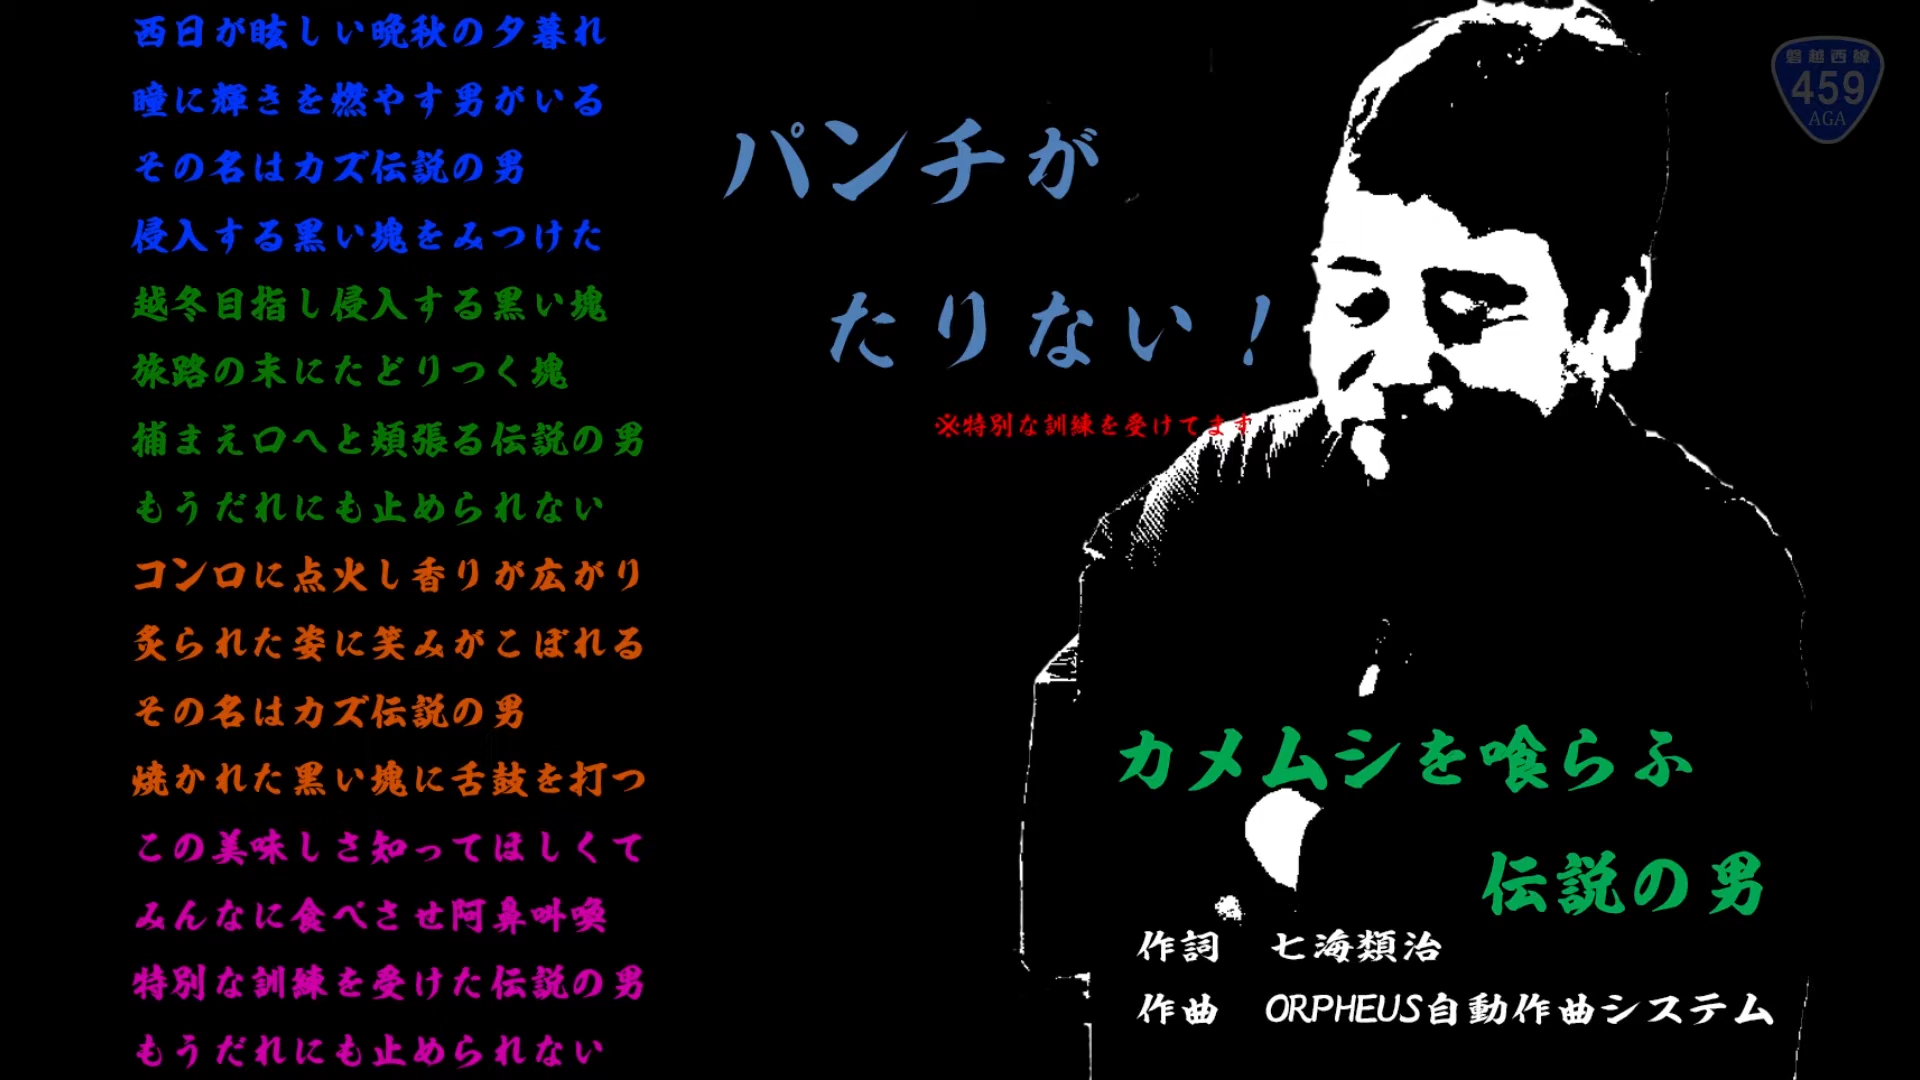 西日が眩しい晩秋の夕暮れ
瞳に輝きを燃やす男がいる
その名はカズ伝説の男
侵入する黒い塊をみつけた
越冬目指し侵入する黒い塊
旅路の末にたどりつく塊
捕まえ口へと頬張る伝説の男
もうだれにも止められない
コンロに点火し香りが広がり
炙られた姿に笑みがこぼれる
その名はカズ伝説の男
焼かれた黒い塊に舌鼓を打つ
この美味しさ知ってほしくて
みんなに食べさせ阿鼻叫喚
特別な訓練を受けた伝説の男
もうだれにも止められない
パンチが
たりない！
※特別な訓練を受けてます
カメムシを喰らふ
伝説の男
作詞　七海類治
作曲　ORPHEUS自動作曲システム
磐越西線
459
AGA